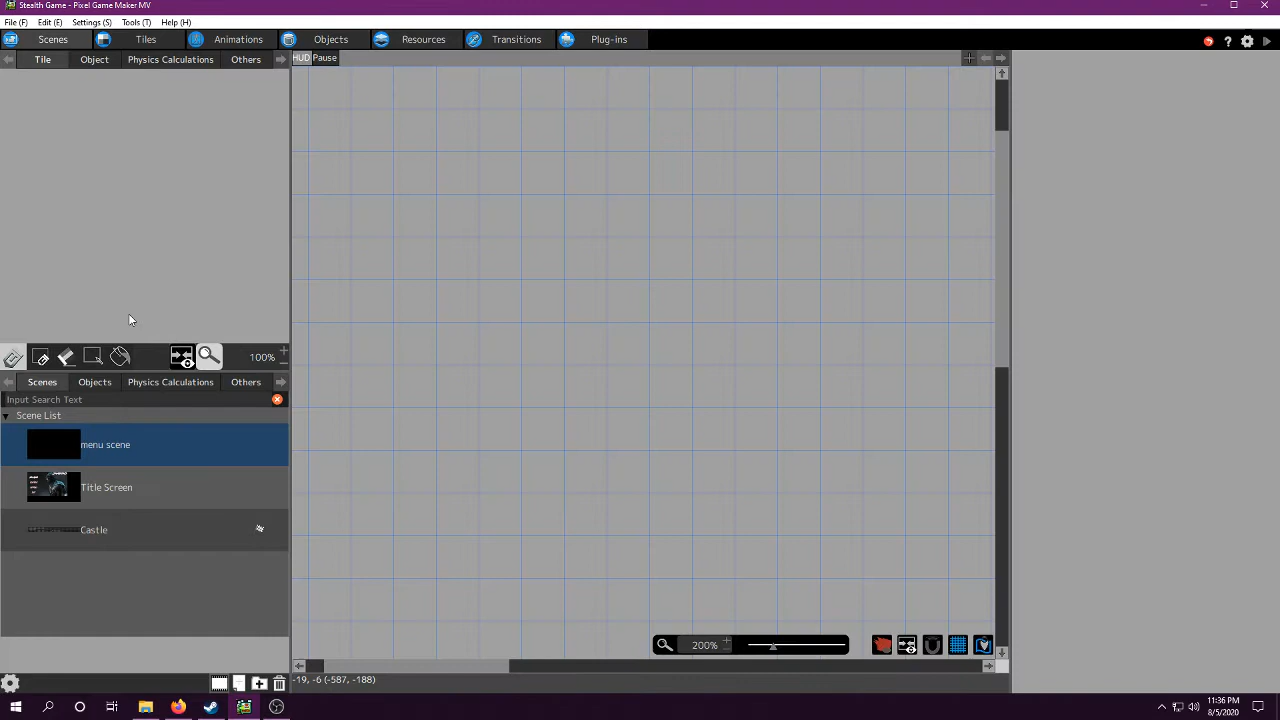 Stealth Game - Pixel Game Maker MV
File (F) Edit (E) Settings (S) Tools (T) Help (H)
Scenes Tiles Animations Objects Resources Transitions Plug-ins
Tile Object Physics Calculations Others
HUD Pause
100%
Scenes Objects Physics Calculations Others
Input Search Text
Scene List
menu scene
Title Screen
Castle
200%
-19, -6 (-587, -188)
11:36 PM
8/5/2020